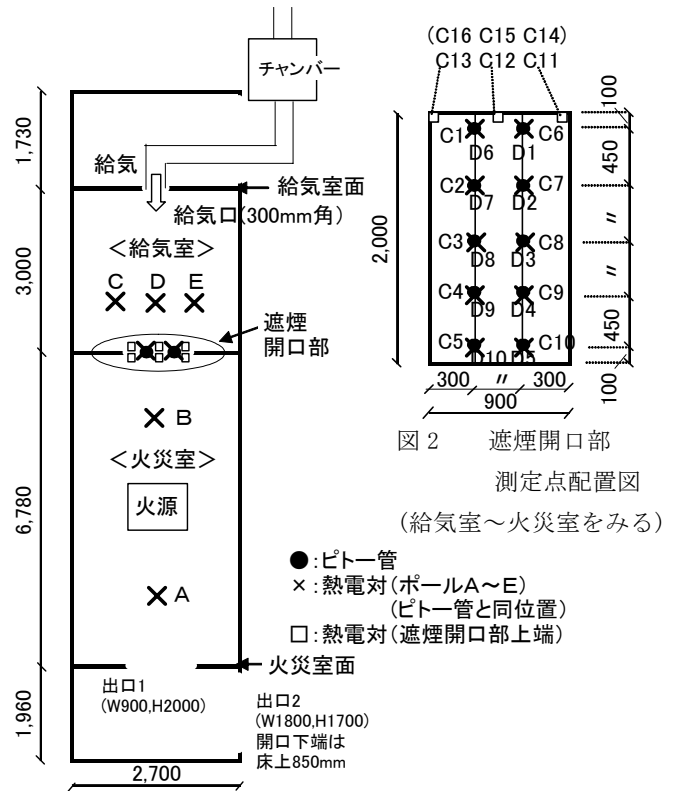 チャンバー
1,730
給気
給気室面
給気口(300mm角)
＜給気室＞
3,000
C D E
遮煙
開口部
B
＜火災室＞
6,780
火源
A
火災室面
1,960
出口1
(W900,H2000)
出口2
(W1800,H1700)
開口下端は
床上850mm
2,700
(C16 C15 C14)
C13 C12 C11
100
C1 C6
D6 D1
450
C2 C7
D7 D2
〃
2,000
C3 C8
D8 D3
〃
C4 C9
D9 D4
450
C5 C10
D10 D5
100
300 〃 300
900
図2 遮煙開口部
測定点配置図
(給気室～火災室をみる)
●:ピトー管
×:熱電対(ポールA～E)
(ピトー管と同位置)
□:熱電対(遮煙開口部上端)